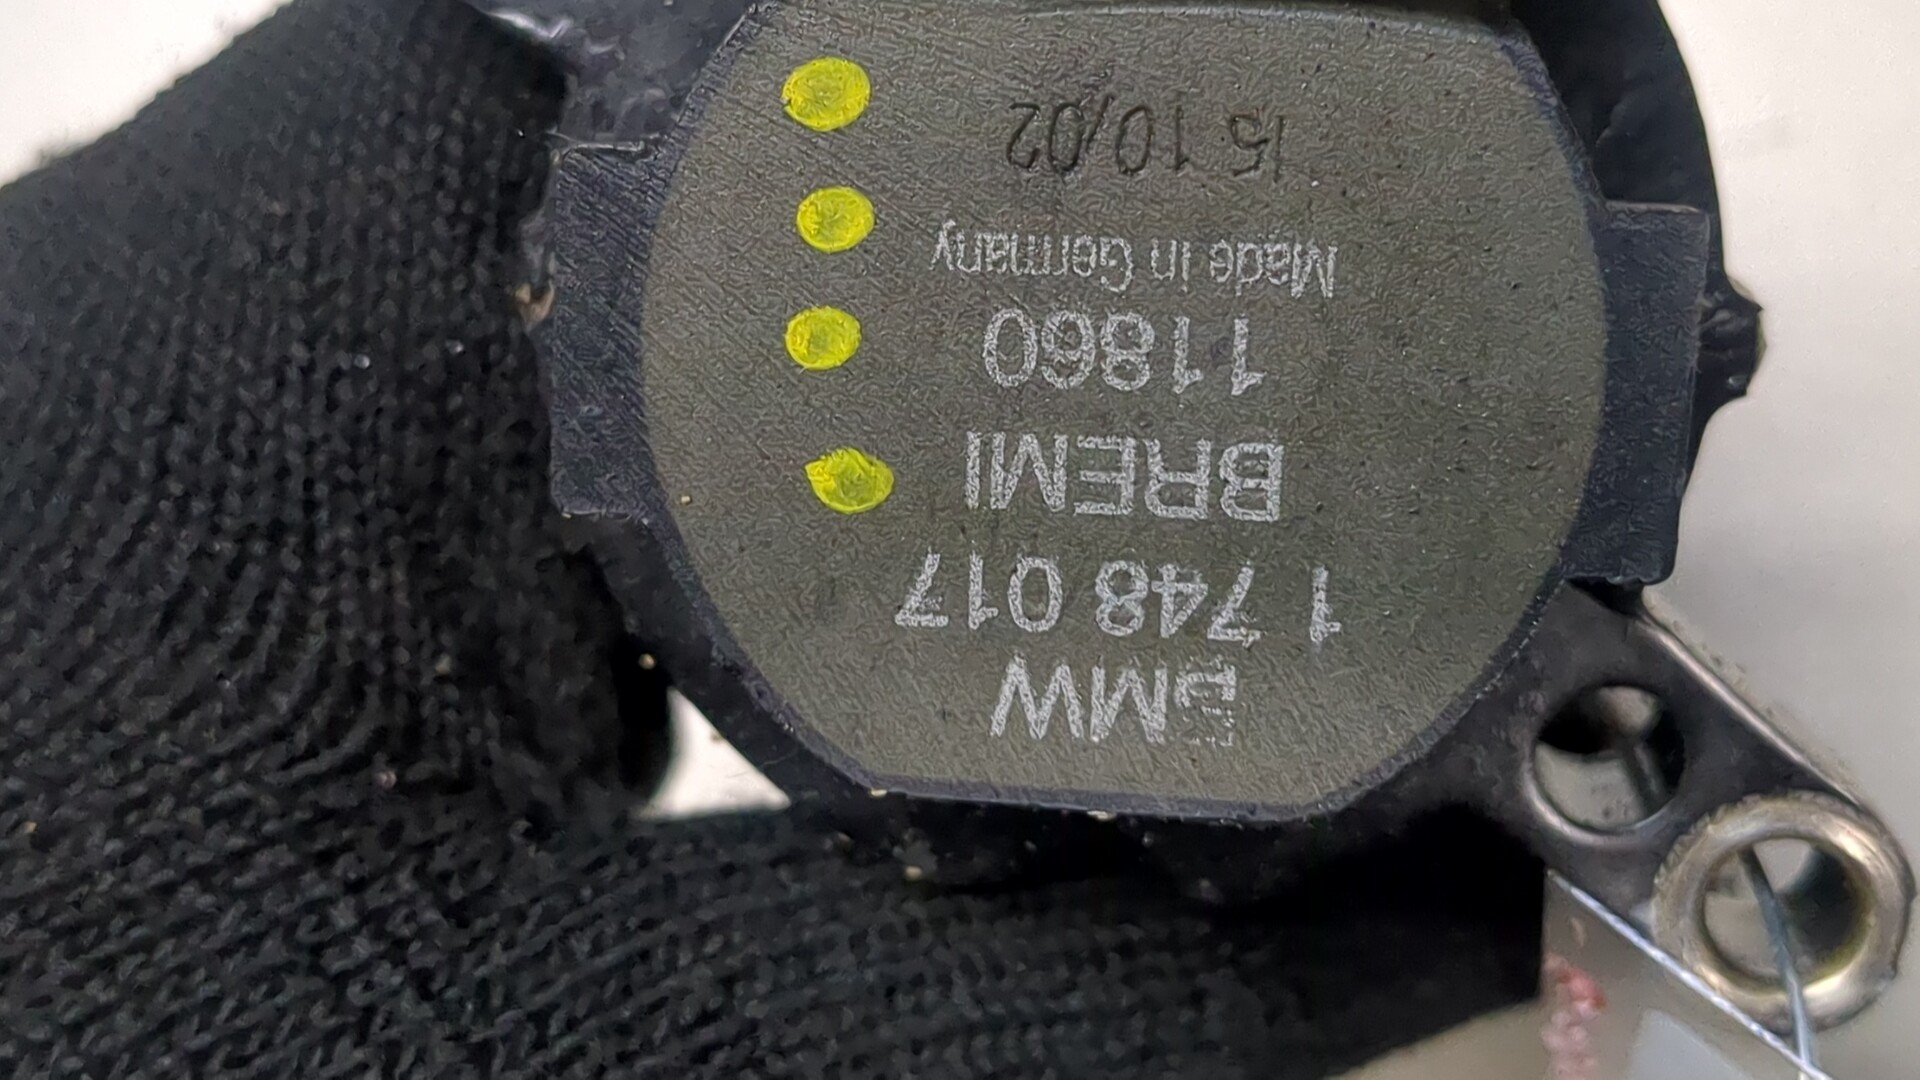 BMW
1 748 017
BREMI
11860
Made in Germany
15 10/02